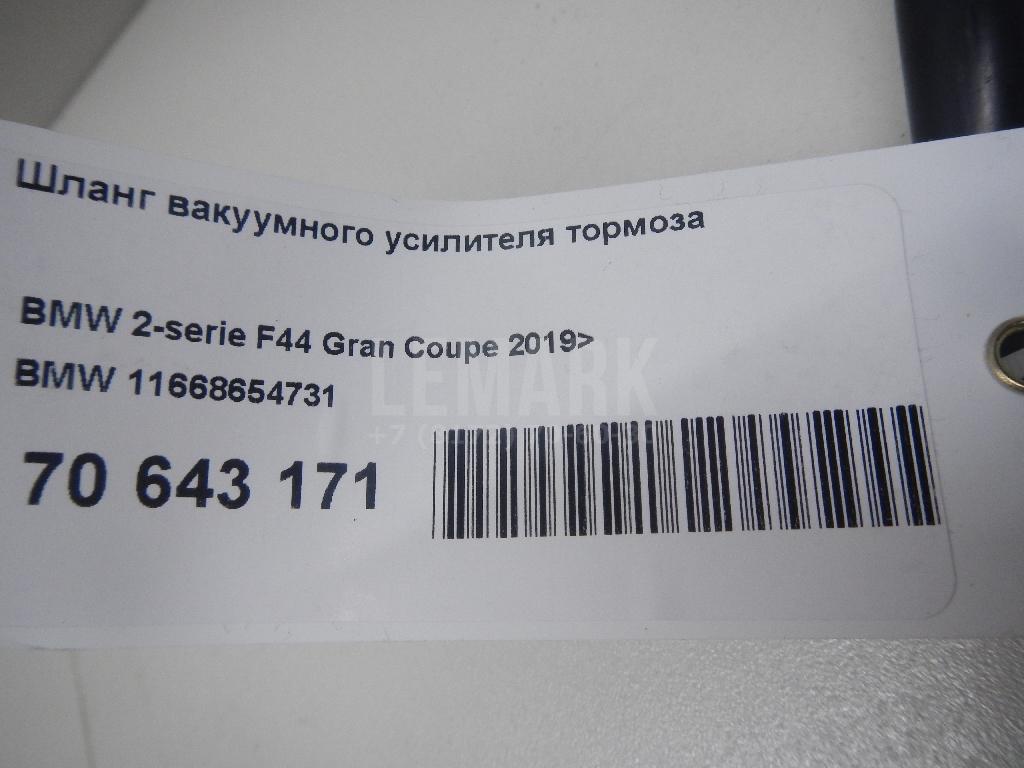 Шланг вакуумного усилителя тормоза
BMW 2-serie F44 Gran Coupe 2019>
BMW 11668654731
LEMARK
70 643 171